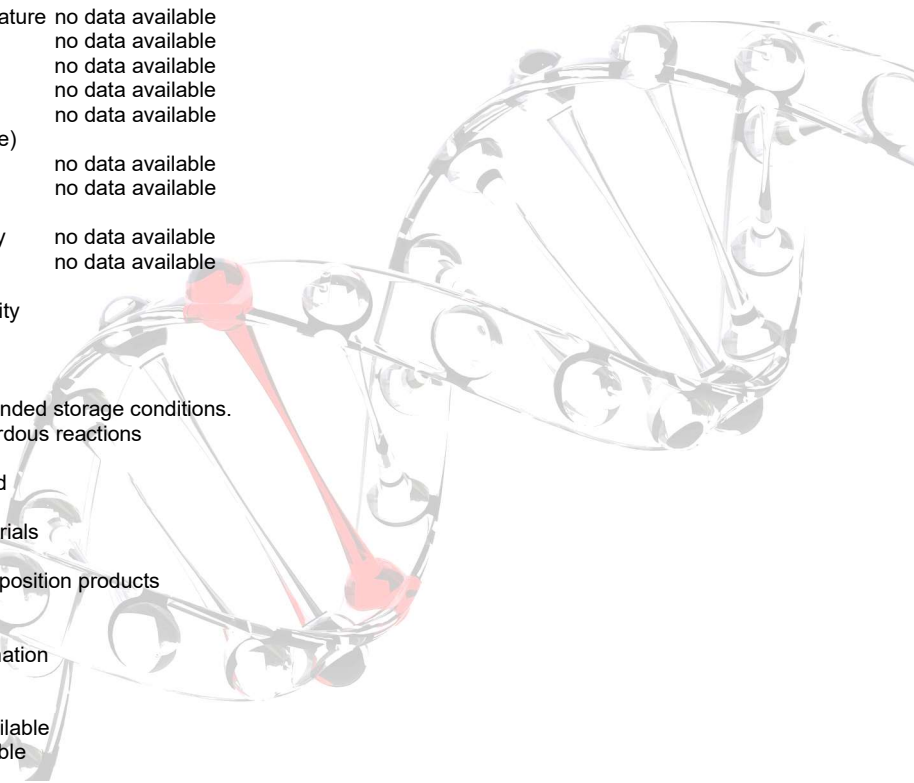 ature no data available
no data available
no data available
no data available
no data available
e)
no data available
no data available
y no data available
no data available
ity
nded storage conditions.
rdous reactions
d
rials
position products
ation
ilable
ble